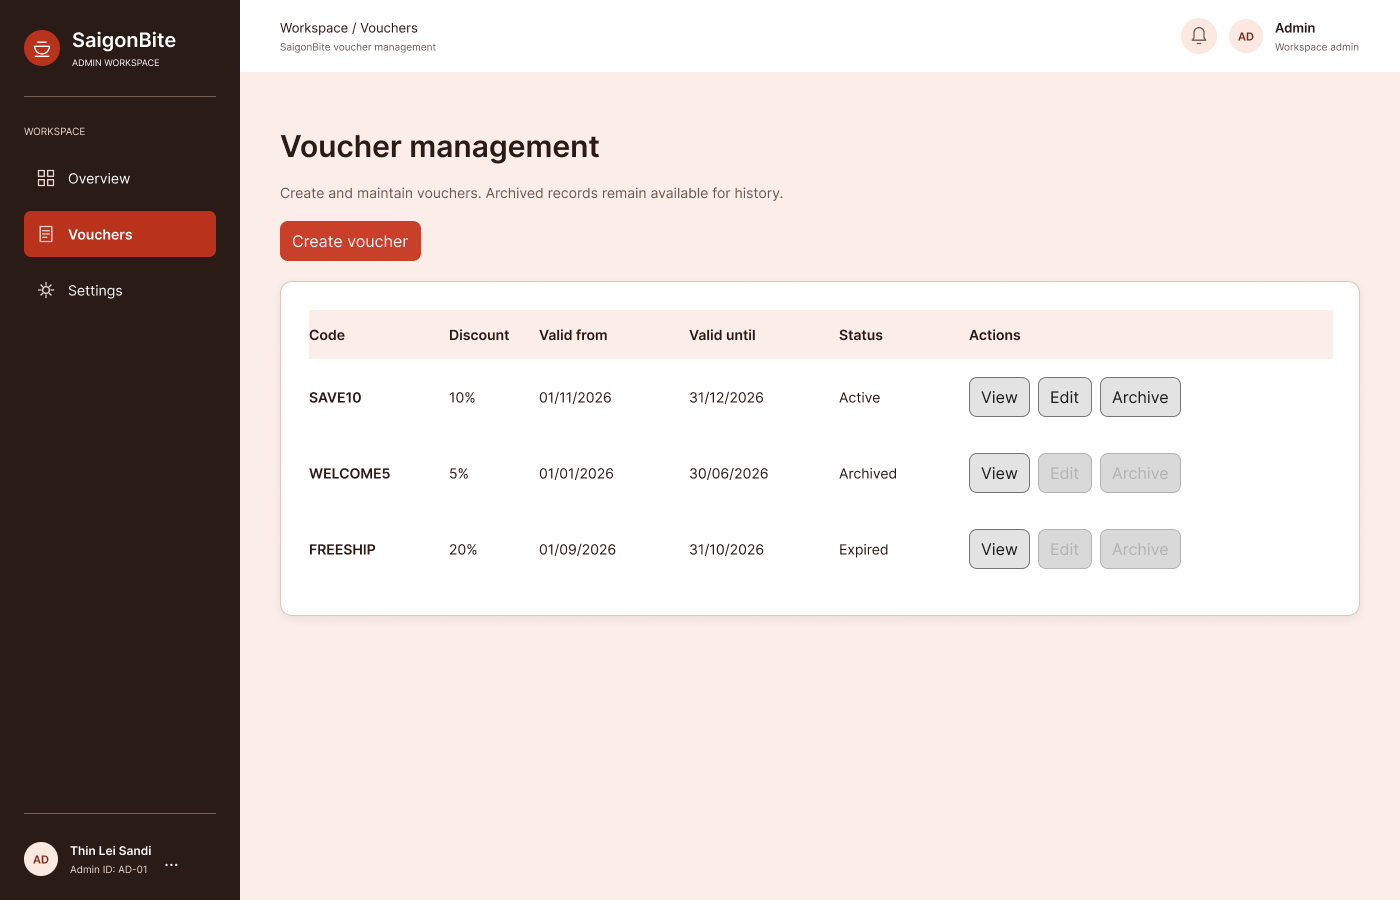 SaigonBite
ADMIN WORKSPACE
WORKSPACE
Overview
Vouchers
Settings
AD
Thin Lei Sandi
Admin ID: AD-01
...
Workspace / Vouchers
SaigonBite voucher management
AD
Admin
Workspace admin
Voucher management
Create and maintain vouchers. Archived records remain available for history.
Create voucher
Code Discount Valid from Valid until Status Actions
SAVE10 10% 01/11/2026 31/12/2026 Active View Edit Archive
WELCOME5 5% 01/01/2026 30/06/2026 Archived View Edit Archive
FREESHIP 20% 01/09/2026 31/10/2026 Expired View Edit Archive